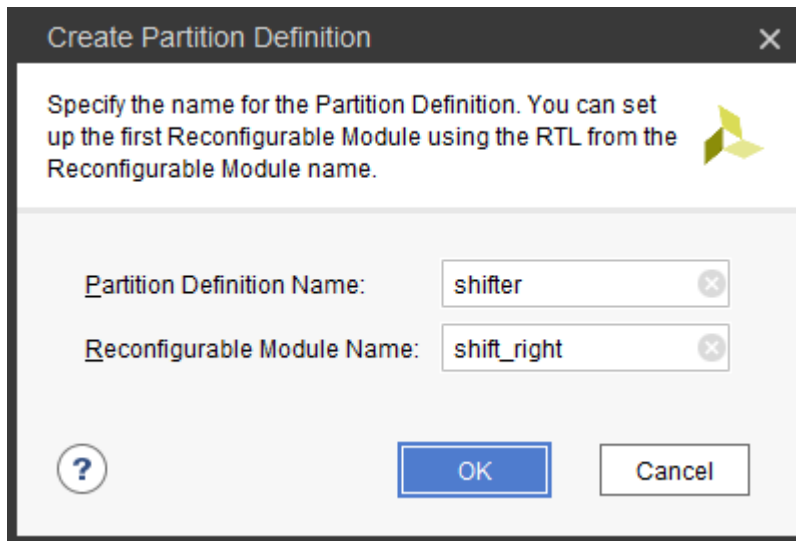 Create Partition Definition
Specify the name for the Partition Definition. You can set
up the first Reconfigurable Module using the RTL from the
Reconfigurable Module name.
Partition Definition Name: shifter
Reconfigurable Module Name: shift_right
? OK Cancel